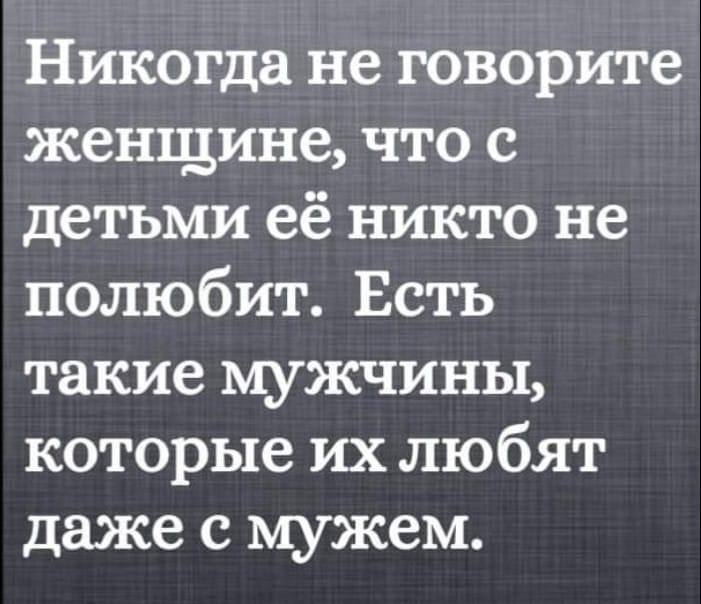 Никогда не говорите
женщине, что с
детьми её никто не
полюбит. Есть
такие мужчины,
которые их любят
даже с мужем.